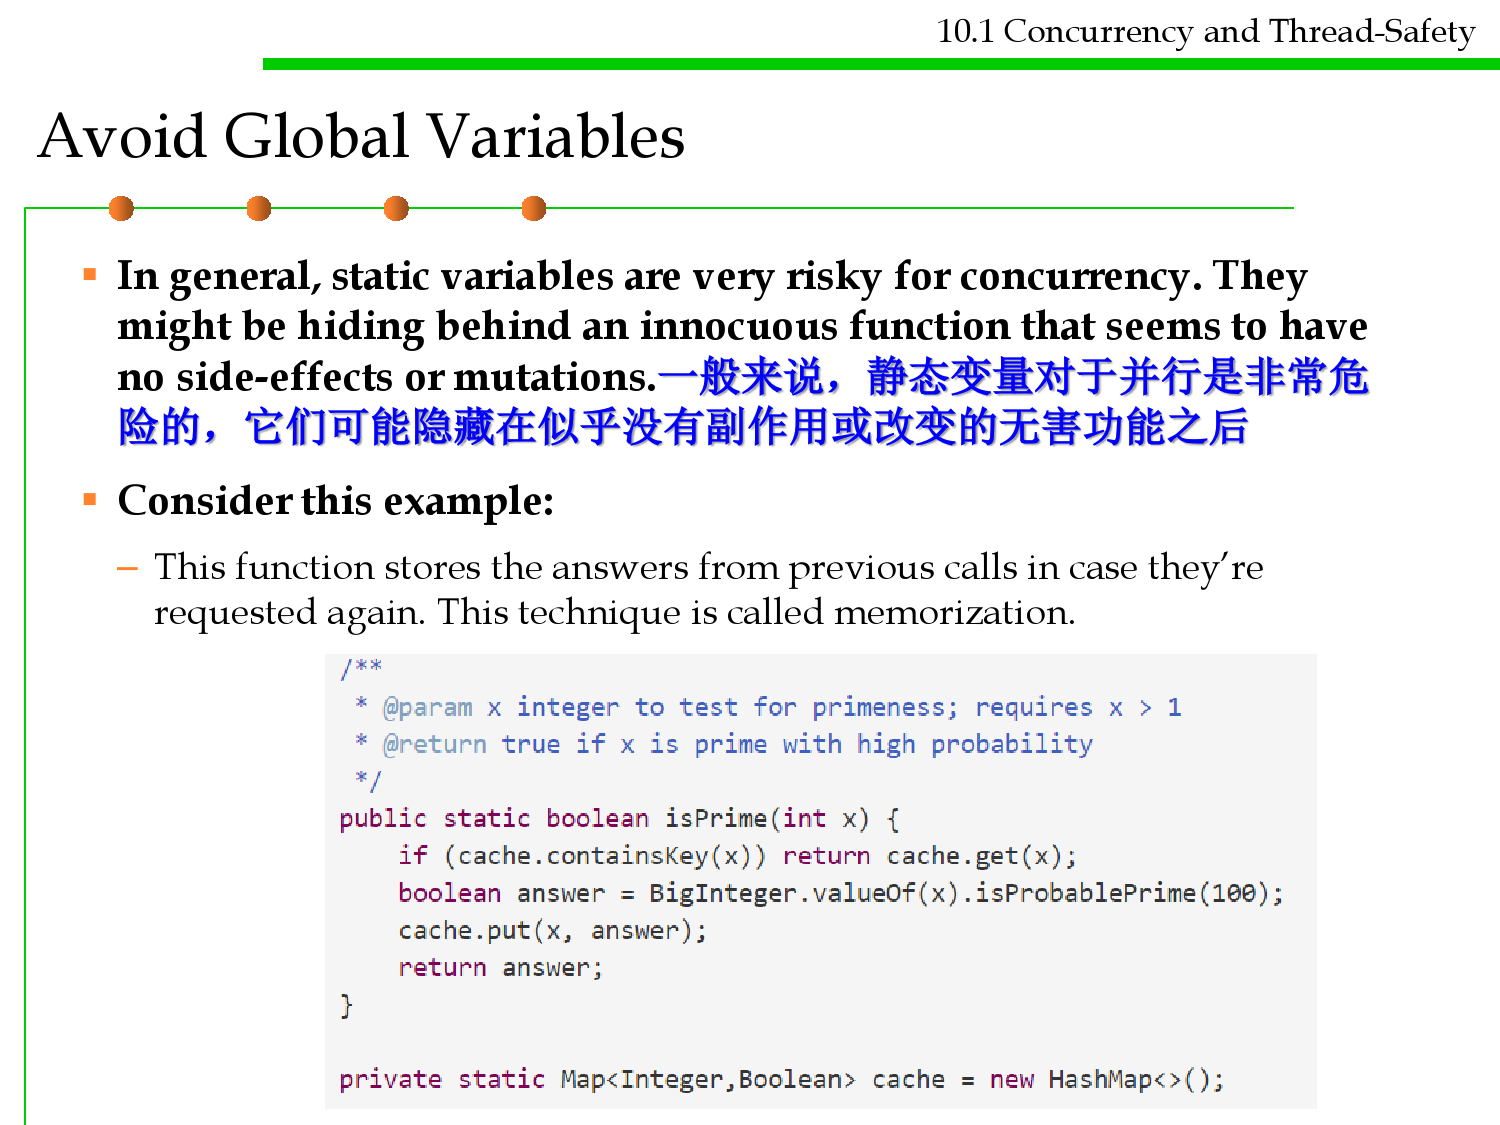 10.1 Concurrency and Thread-Safety
Avoid Global Variables
▪ In general, static variables are very risky for concurrency. They
might be hiding behind an innocuous function that seems to have
no side-effects or mutations.一般来说，静态变量对于并行是非常危
险的，它们可能隐藏在似乎没有副作用或改变的无害功能之后
▪ Consider this example:
– This function stores the answers from previous calls in case they’re
requested again. This technique is called memorization.
/**
 * @param x integer to test for primeness; requires x > 1
 * @return true if x is prime with high probability
 */
public static boolean isPrime(int x) {
    if (cache.containsKey(x)) return cache.get(x);
    boolean answer = BigInteger.valueOf(x).isProbablePrime(100);
    cache.put(x, answer);
    return answer;
}
private static Map<Integer,Boolean> cache = new HashMap<>();